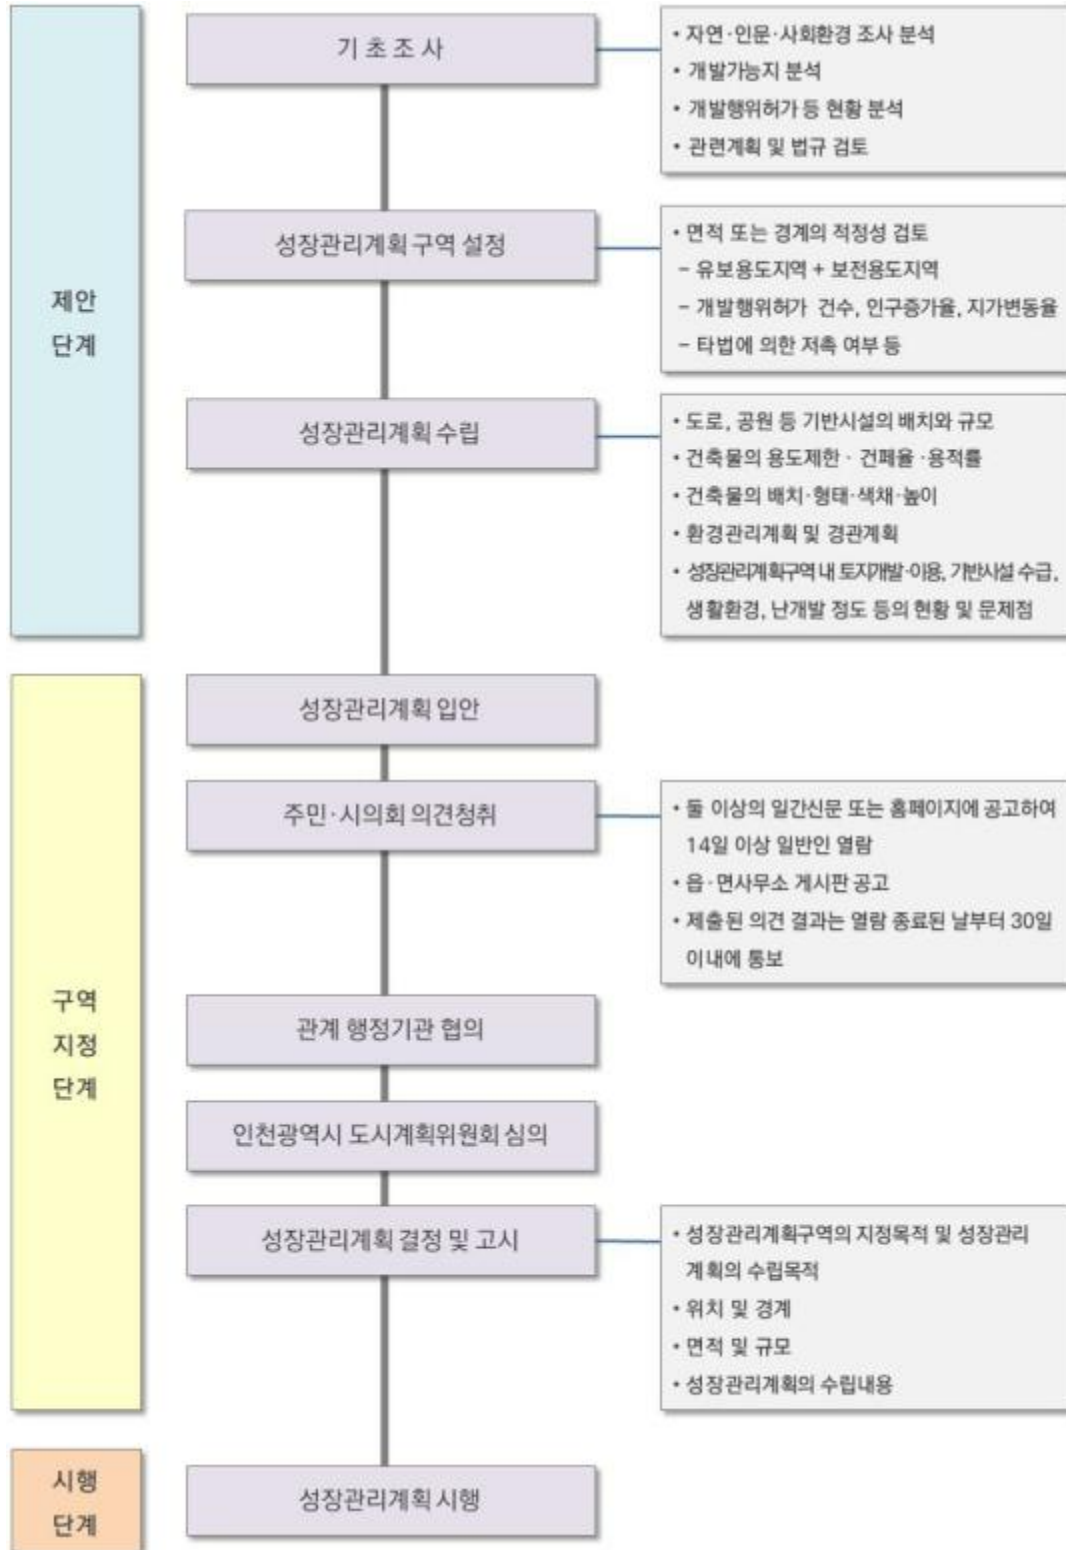 제안
단계
기 초 조 사
• 자연·인문·사회환경 조사 분석
• 개발가능지 분석
• 개발행위허가 등 현황 분석
• 관련계획 및 법규 검토
성장관리계획 구역 설정
• 면적 또는 경계의 적정성 검토
- 유보용도지역 + 보전용도지역
- 개발행위허가 건수, 인구증가율, 지가변동율
- 타법에 의한 저촉 여부 등
성장관리계획 수립
• 도로, 공원 등 기반시설의 배치와 규모
• 건축물의 용도제한 · 건폐율 ·용적률
• 건축물의 배치·형태·색채·높이
• 환경관리계획 및 경관계획
• 성장관리계획구역 내 토지개발·이용, 기반시설 수급,
생활환경, 난개발 정도 등의 현황 및 문제점
구역
지정
단계
성장관리계획 입안
주민·시의회 의견청취
• 둘 이상의 일간신문 또는 홈페이지에 공고하여
14일 이상 일반인 열람
• 읍·면사무소 게시판 공고
• 제출된 의견 결과는 열람 종료된 날부터 30일
이내에 통보
관계 행정기관 협의
인천광역시 도시계획위원회 심의
성장관리계획 결정 및 고시
• 성장관리계획구역의 지정목적 및 성장관리
계획의 수립목적
• 위치 및 경계
• 면적 및 규모
• 성장관리계획의 수립내용
시행
단계
성장관리계획 시행